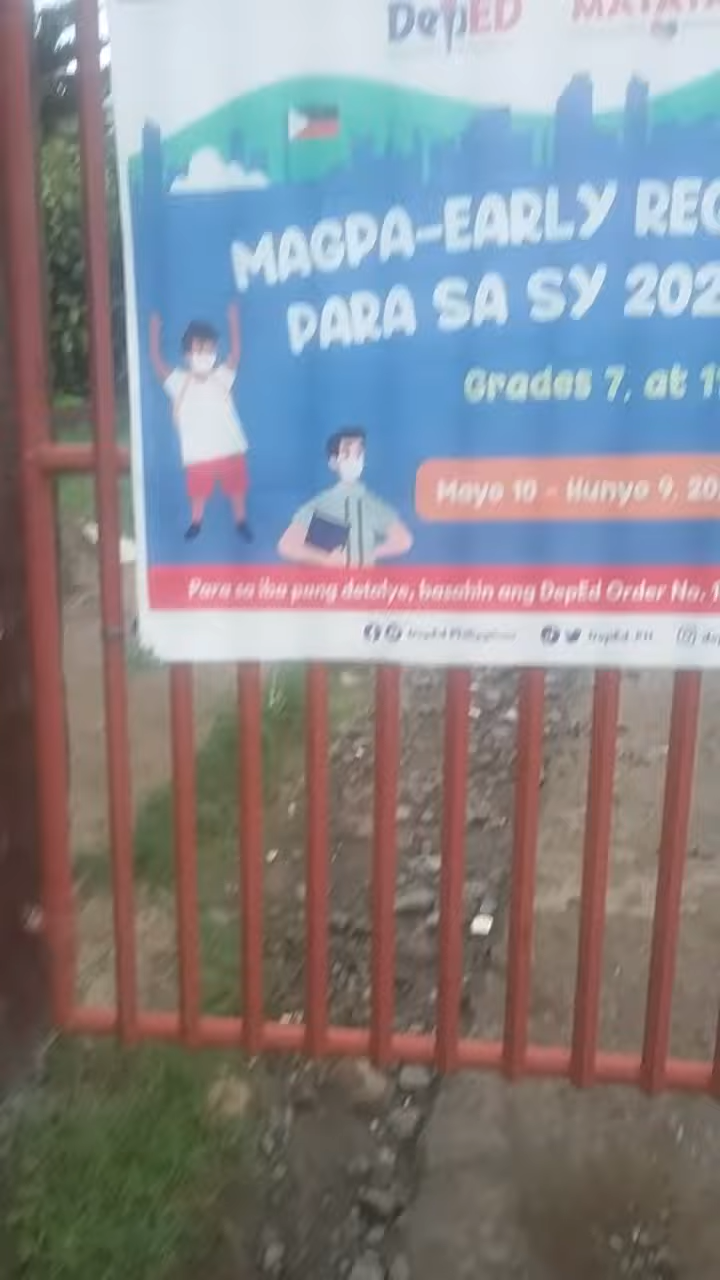 DepED MATATA
MAGPA-EARLY REG
PARA SA SY 202
Grades 7, at 1
Mayo 10 - Hunyo 9, 20
Para sa iba pang detalye, basahin ang DepEd Order No. 1
DepEd Philippines DepEd_PH